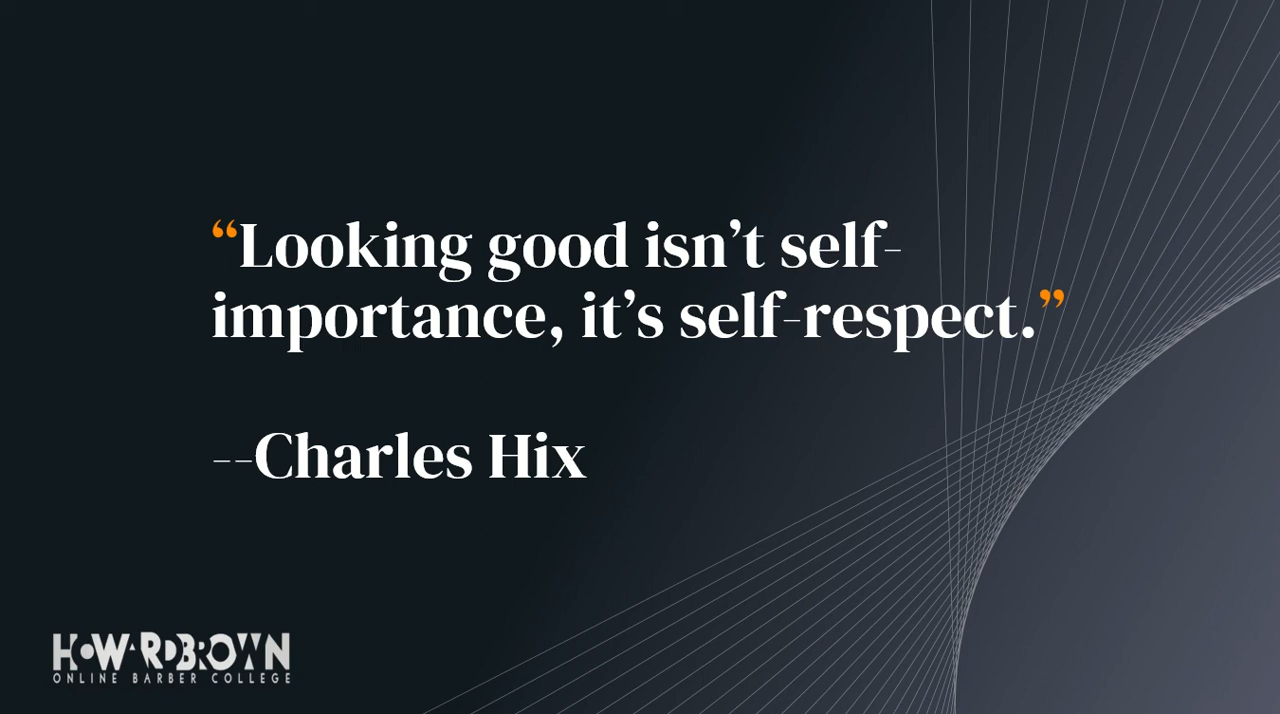 “Looking good isn’t self-
importance, it’s self-respect.”
--Charles Hix
HOWARDBROWN
ONLINE BARBER COLLEGE